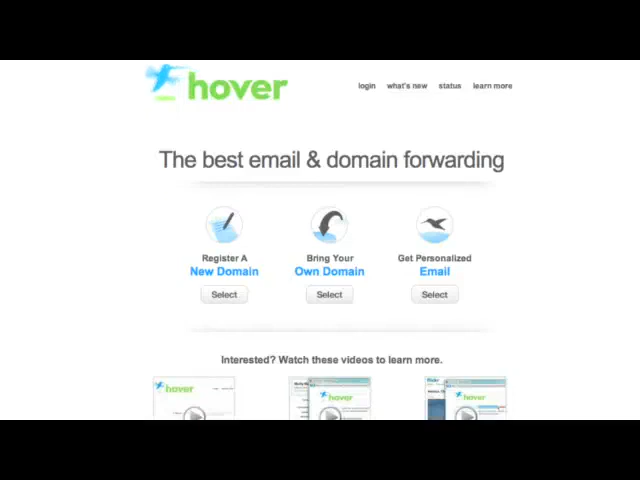 hover
login what's new status learn more
The best email & domain forwarding
Register A Bring Your Get Personalized
New Domain Own Domain Email
Select Select Select
Interested? Watch these videos to learn more.
hover hover hover